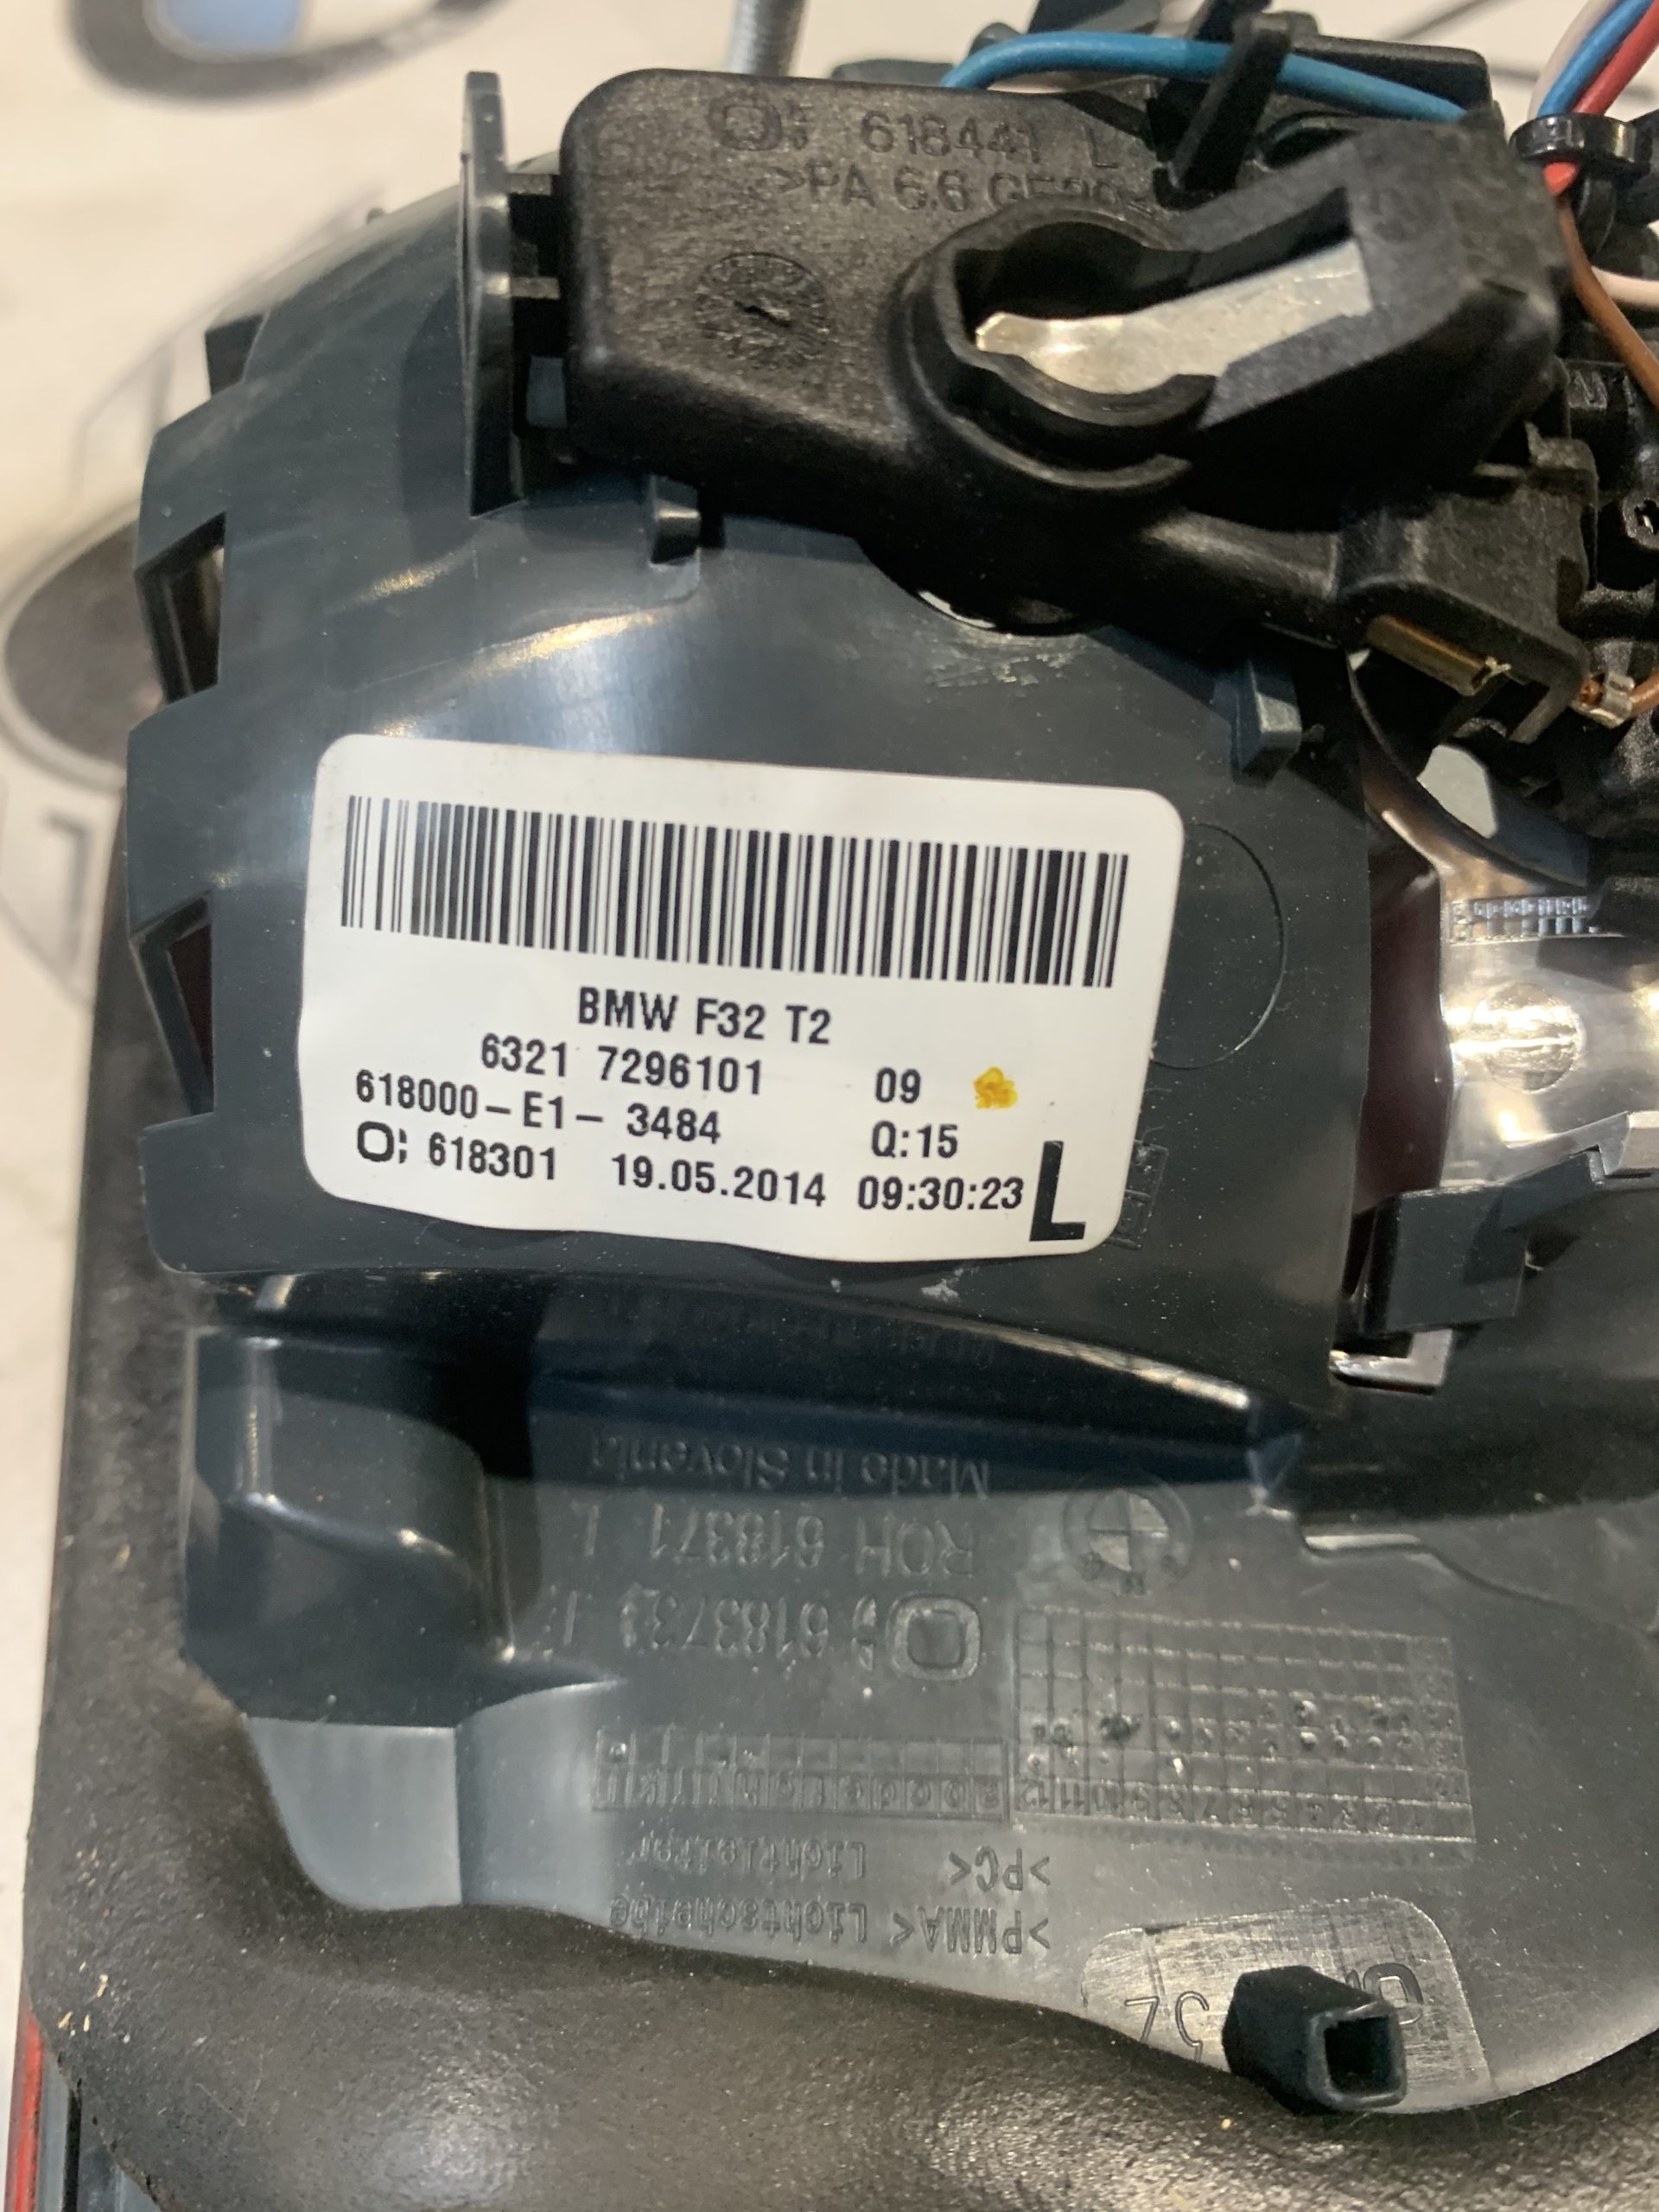 618441 L
>PA 6.6
BMW F32 T2
6321 7296101 09
618000-E1- 3484 Q:15
618301 19.05.2014 09:30:23 L
Made in Slovenia
ROH 618371 L
>PC< Lichtleiter
>PMMA< Lichtscheibe